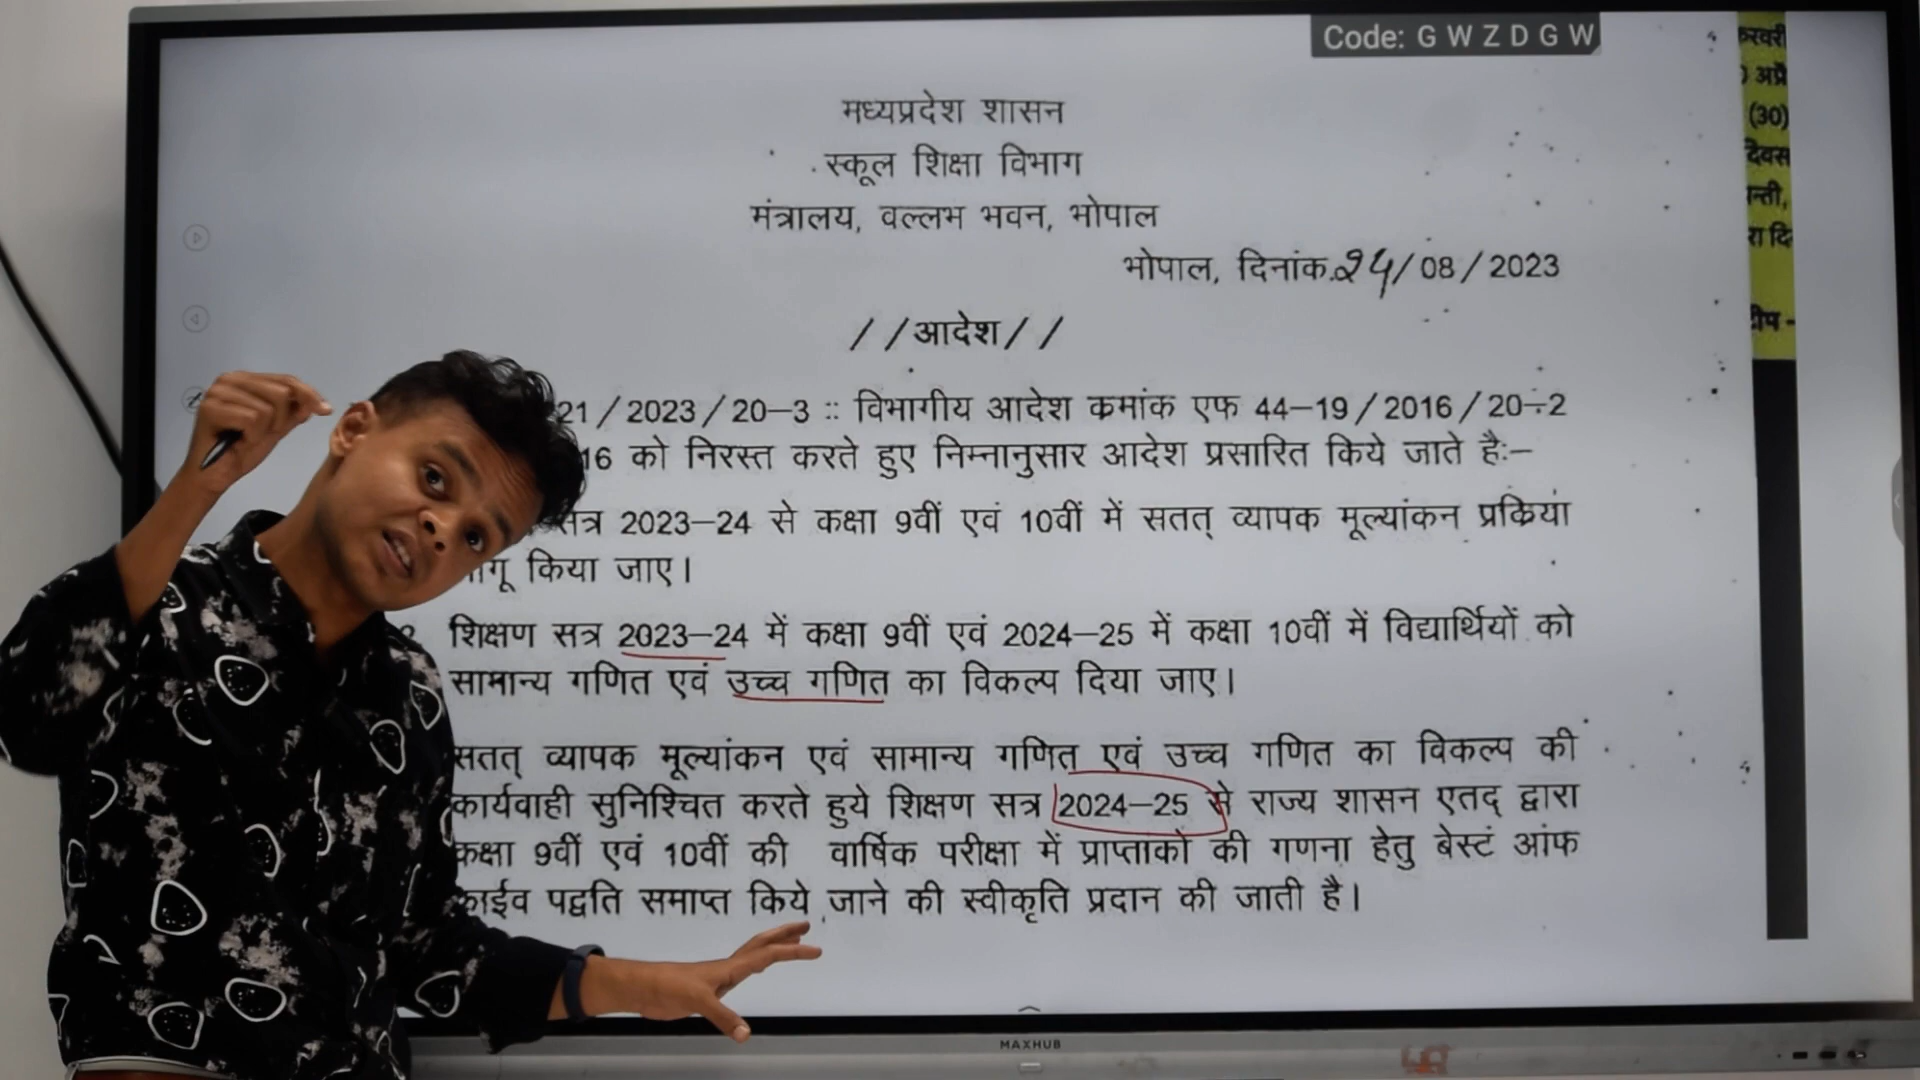 Code: G W Z D G W
मध्यप्रदेश शासन
स्कूल शिक्षा विभाग
मंत्रालय, वल्लभ भवन, भोपाल
भोपाल, दिनांक 24/08/2023
//आदेश//
21/2023/20–3 :: विभागीय आदेश क्रमांक एफ 44–19/2016/20–2
16 को निरस्त करते हुए निम्नानुसार आदेश प्रसारित किये जाते है:–
सत्र 2023–24 से कक्षा 9वीं एवं 10वीं में सतत् व्यापक मूल्यांकन प्रक्रिया
किया जाए।
शिक्षण सत्र 2023–24 में कक्षा 9वीं एवं 2024–25 में कक्षा 10वीं में विद्यार्थियों को
सामान्य गणित एवं उच्च गणित का विकल्प दिया जाए।
सतत् व्यापक मूल्यांकन एवं सामान्य गणित एवं उच्च गणित का विकल्प की
कार्यवाही सुनिश्चित करते हुये शिक्षण सत्र 2024–25 से राज्य शासन एतद् द्वारा
कक्षा 9वीं एवं 10वीं की वार्षिक परीक्षा में प्राप्ताकों की गणना हेतु बेस्ट आंफ
फाईव पद्वति समाप्त किये जाने की स्वीकृति प्रदान की जाती है।
(30)
MAXHUB